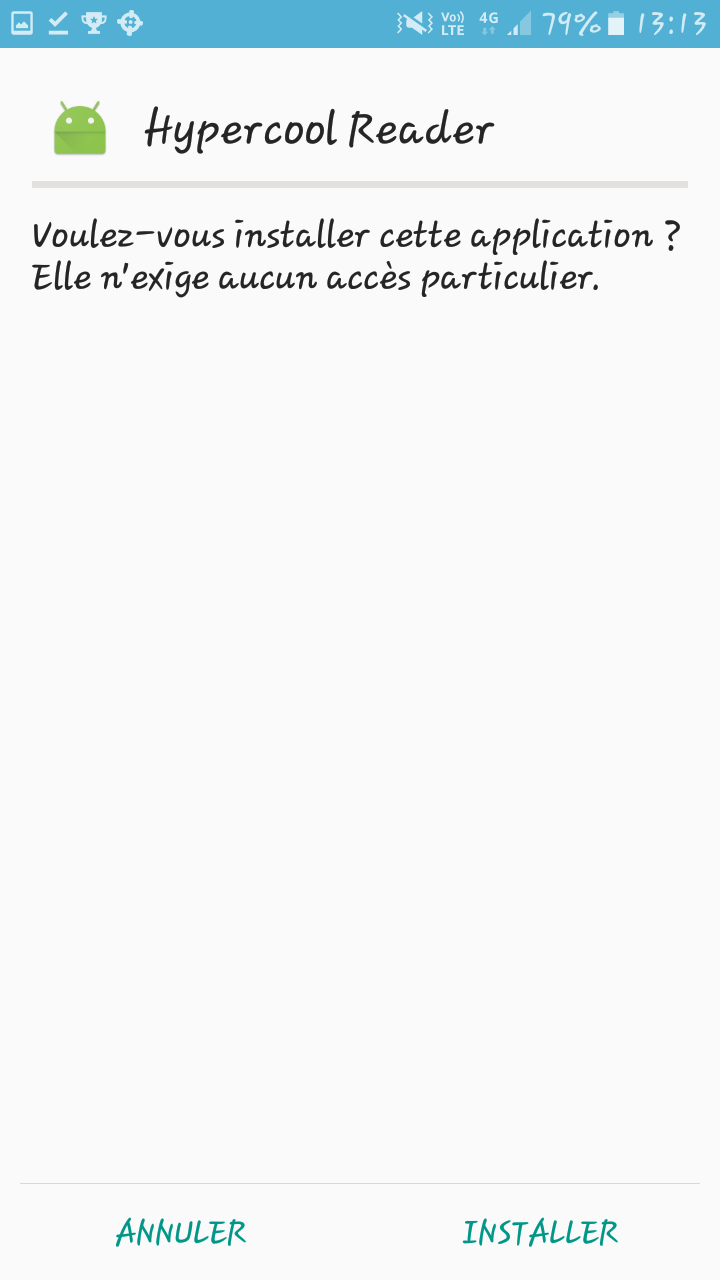 Vo)) 4G 79% 13:13
LTE
Hypercool Reader
Voulez-vous installer cette application ?
Elle n'exige aucun accès particulier.
ANNULER INSTALLER